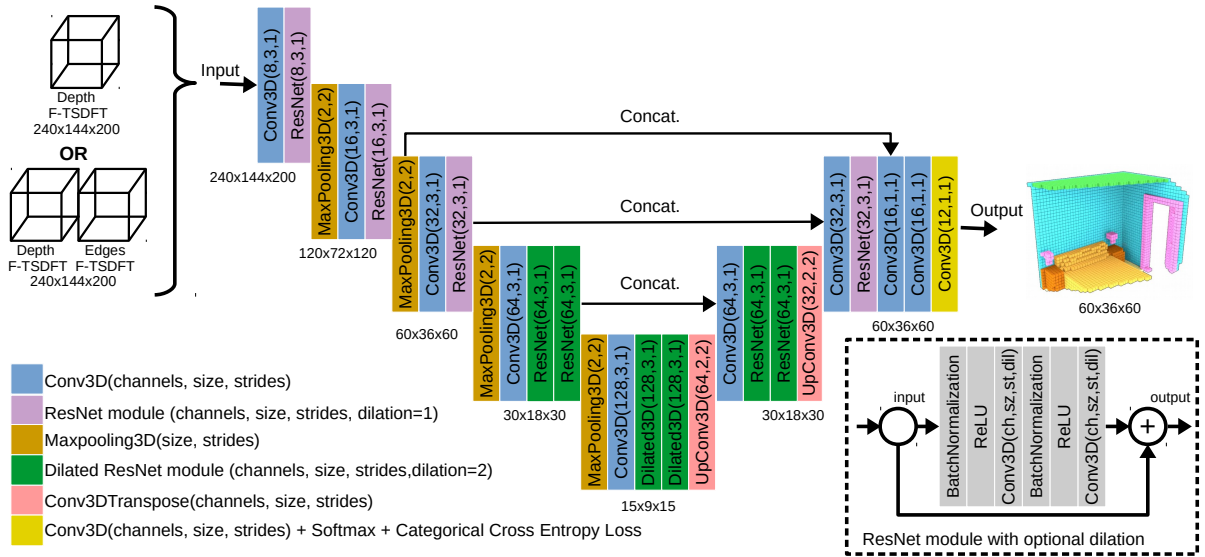 Depth
F-TSDFT
240x144x200
OR
Depth
F-TSDFT
Edges
F-TSDFT
240x144x200
Input
Conv3D(8,3,1)
ResNet(8,3,1)
240x144x200
MaxPooling3D(2,2)
Conv3D(16,3,1)
ResNet(16,3,1)
120x72x120
MaxPooling3D(2,2)
Conv3D(32,3,1)
ResNet(32,3,1)
60x36x60
MaxPooling3D(2,2)
Conv3D(64,3,1)
ResNet(64,3,1)
ResNet(64,3,1)
30x18x30
MaxPooling3D(2,2)
Conv3D(128,3,1)
Dilated3D(128,3,1)
Dilated3D(128,3,1)
UpConv3D(64,2,2)
15x9x15
Concat.
Concat.
Concat.
Conv3D(64,3,1)
ResNet(64,3,1)
ResNet(64,3,1)
UpConv3D(32,2,2)
30x18x30
Conv3D(32,3,1)
ResNet(32,3,1)
Conv3D(16,1,1)
Conv3D(16,1,1)
Conv3D(12,1,1)
60x36x60
Output
60x36x60
Conv3D(channels, size, strides)
ResNet module (channels, size, strides, dilation=1)
Maxpooling3D(size, strides)
Dilated ResNet module (channels, size, strides,dilation=2)
Conv3DTranspose(channels, size, strides)
Conv3D(channels, size, strides) + Softmax + Categorical Cross Entropy Loss
input
BatchNormalization
ReLU
Conv3D(ch,sz,st,dil)
BatchNormalization
ReLU
Conv3D(ch,sz,st,dil)
+
output
ResNet module with optional dilation